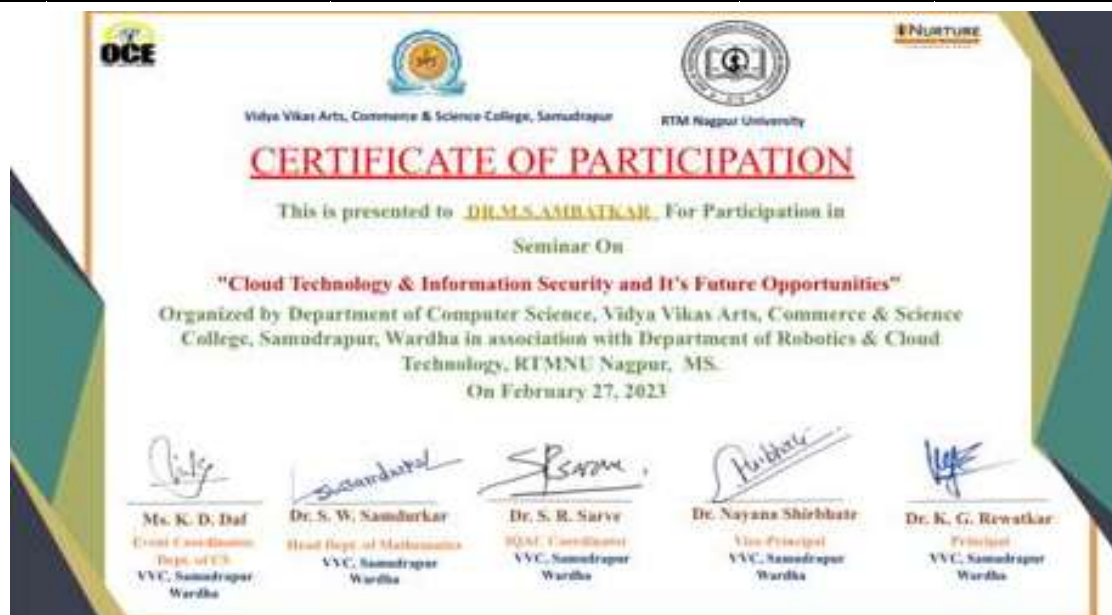 OCE
NURTURE
Vidya Vikas Arts, Commerce & Science College, Samudrapur
RTM Nagpur University
CERTIFICATE OF PARTICIPATION
This is presented to DR.M.S.AMBATKAR For Participation in
Seminar On
"Cloud Technology & Information Security and It's Future Opportunities"
Organized by Department of Computer Science, Vidya Vikas Arts, Commerce & Science
College, Samudrapur, Wardha in association with Department of Robotics & Cloud
Technology, RTMNU Nagpur, MS.
On February 27, 2023
Ms. K. D. Daf
Event Coordinator
Dept. of CS
VVC, Samudrapur
Wardha
Dr. S. W. Samdurkar
Head Dept. of Mathematics
VVC, Samudrapur
Wardha
Dr. S. R. Sarve
IQAC Coordinator
VVC, Samudrapur
Wardha
Dr. Nayana Shirbhate
Vice-Principal
VVC, Samudrapur
Wardha
Dr. K. G. Rewatkar
Principal
VVC, Samudrapur
Wardha